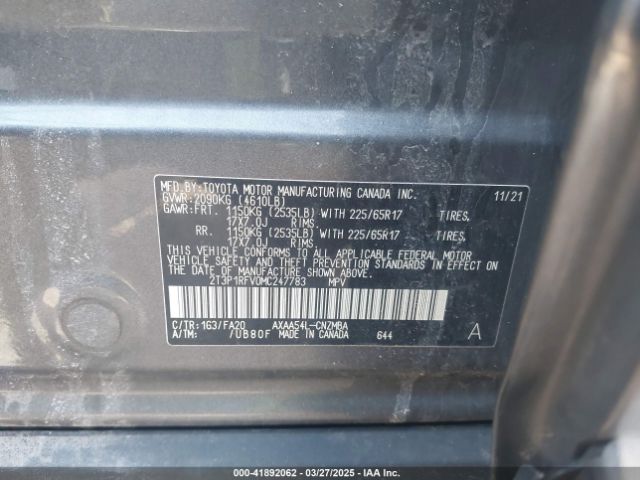 MFD.BY:TOYOTA MOTOR MANUFACTURING CANADA INC. 11/21
GVWR:2090KG (4610LB)
GAWR:FRT. 1150KG (2535LB) WITH 225/65R17 TIRES,
17X7.0J RIMS.
RR. 1150KG (2535LB) WITH 225/65R17 TIRES,
17X7.0J RIMS.
THIS VEHICLE CONFORMS TO ALL APPLICABLE FEDERAL MOTOR
VEHICLE SAFETY AND THEFT PREVENTION STANDARDS IN EFFECT
ON THE DATE OF MANUFACTURE SHOWN ABOVE.
2T3P1RFV0MC247783 MPV
C/TR:1G3/FA20 AXAA54L-CNZMBA
A/TM: /UB80F MADE IN CANADA 644 A
000-41892062 - 03/27/2025 - IAA Inc.